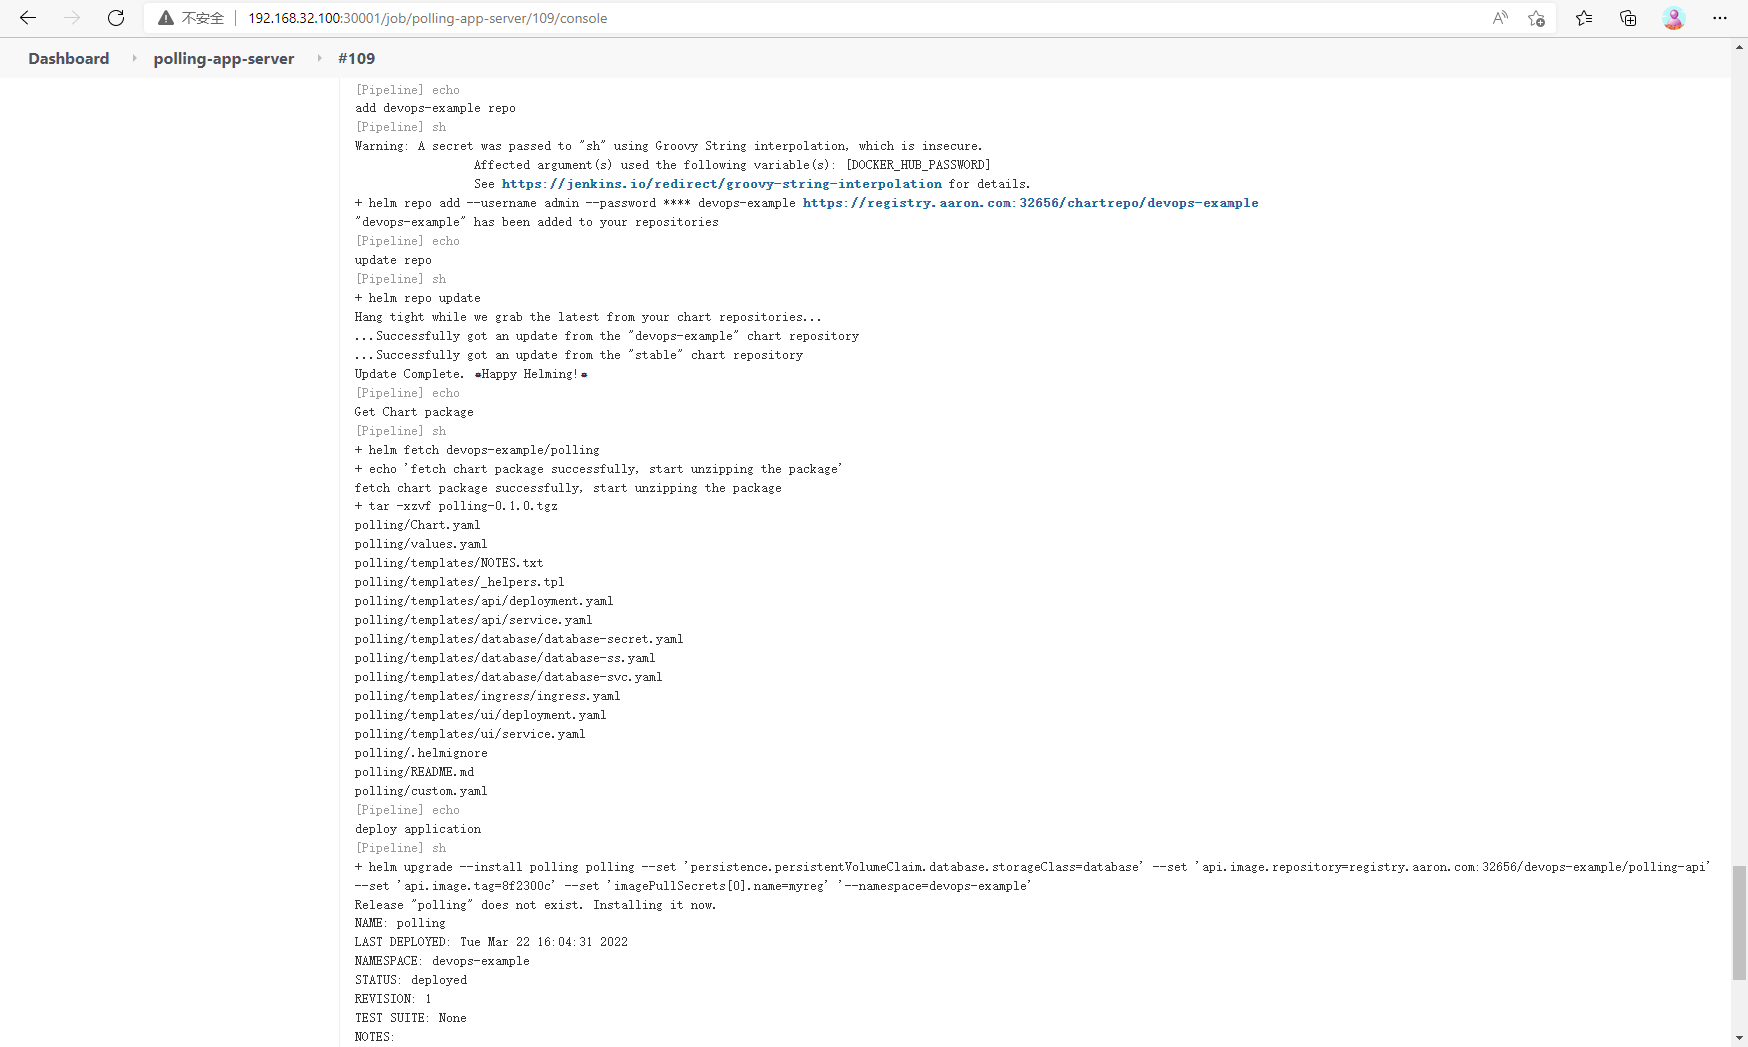 不安全 192.168.32.100:30001/job/polling-app-server/109/console
Dashboard polling-app-server #109
[Pipeline] echo
add devops-example repo
[Pipeline] sh
Warning: A secret was passed to "sh" using Groovy String interpolation, which is insecure.
Affected argument(s) used the following variable(s): [DOCKER_HUB_PASSWORD]
See https://jenkins.io/redirect/groovy-string-interpolation for details.
+ helm repo add --username admin --password **** devops-example https://registry.aaron.com:32656/chartrepo/devops-example
"devops-example" has been added to your repositories
[Pipeline] echo
update repo
[Pipeline] sh
+ helm repo update
Hang tight while we grab the latest from your chart repositories...
...Successfully got an update from the "devops-example" chart repository
...Successfully got an update from the "stable" chart repository
Update Complete. ⎈Happy Helming!⎈
[Pipeline] echo
Get Chart package
[Pipeline] sh
+ helm fetch devops-example/polling
+ echo 'fetch chart package successfully, start unzipping the package'
fetch chart package successfully, start unzipping the package
+ tar -xzvf polling-0.1.0.tgz
polling/Chart.yaml
polling/values.yaml
polling/templates/NOTES.txt
polling/templates/_helpers.tpl
polling/templates/api/deployment.yaml
polling/templates/api/service.yaml
polling/templates/database/database-secret.yaml
polling/templates/database/database-ss.yaml
polling/templates/database/database-svc.yaml
polling/templates/ingress/ingress.yaml
polling/templates/ui/deployment.yaml
polling/templates/ui/service.yaml
polling/.helmignore
polling/README.md
polling/custom.yaml
[Pipeline] echo
deploy application
[Pipeline] sh
+ helm upgrade --install polling polling --set 'persistence.persistentVolumeClaim.database.storageClass=database' --set 'api.image.repository=registry.aaron.com:32656/devops-example/polling-api'
--set 'api.image.tag=8f2300c' --set 'imagePullSecrets[0].name=myreg' '--namespace=devops-example'
Release "polling" does not exist. Installing it now.
NAME: polling
LAST DEPLOYED: Tue Mar 22 16:04:31 2022
NAMESPACE: devops-example
STATUS: deployed
REVISION: 1
TEST SUITE: None
NOTES: